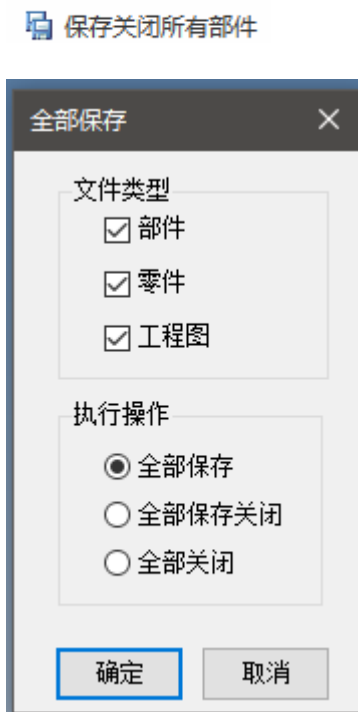 保存关闭所有部件
全部保存
文件类型
部件
零件
工程图
执行操作
全部保存
全部保存关闭
全部关闭
确定
取消